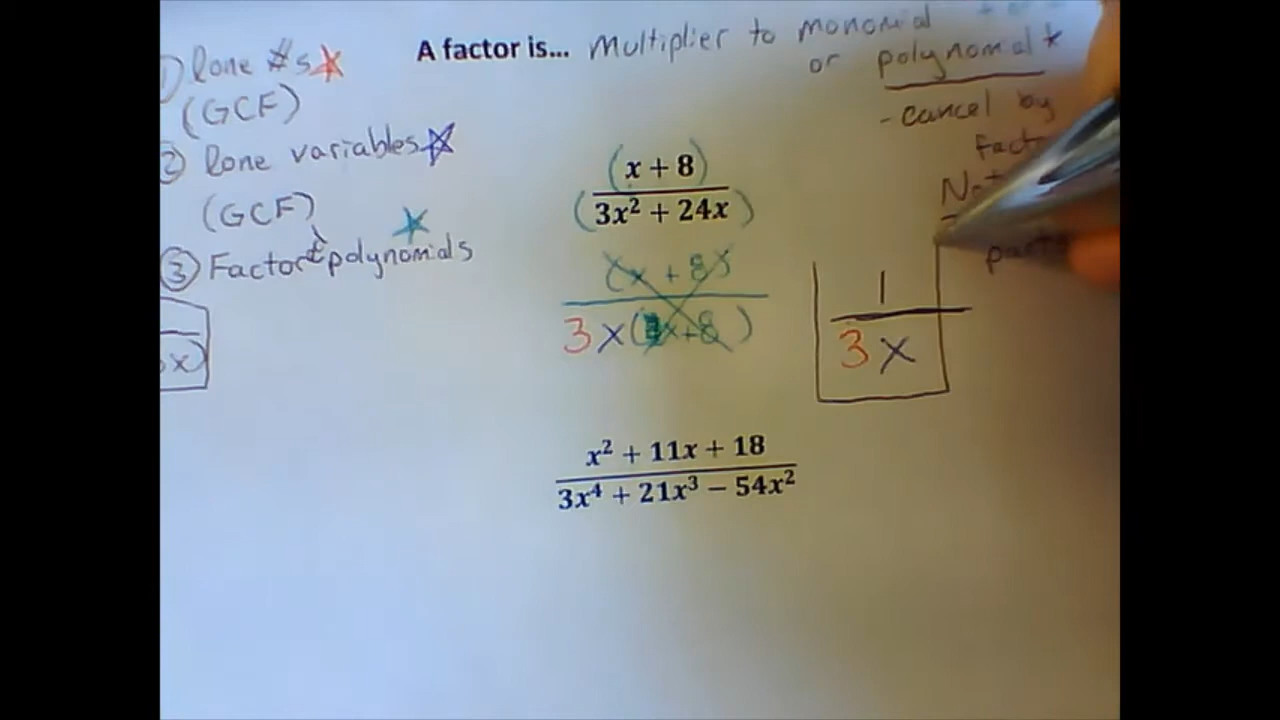 A factor is... multiplier to monomial
or polynomial *
- cancel by
1) lone #s
(GCF)
② lone variables
(GCF)
③ Factor polynomials
x)
(x + 8)
(3x² + 24x)
(x + 8)
3x(x+8)
1
3x
x² + 11x + 18
3x⁴ + 21x³ − 54x²